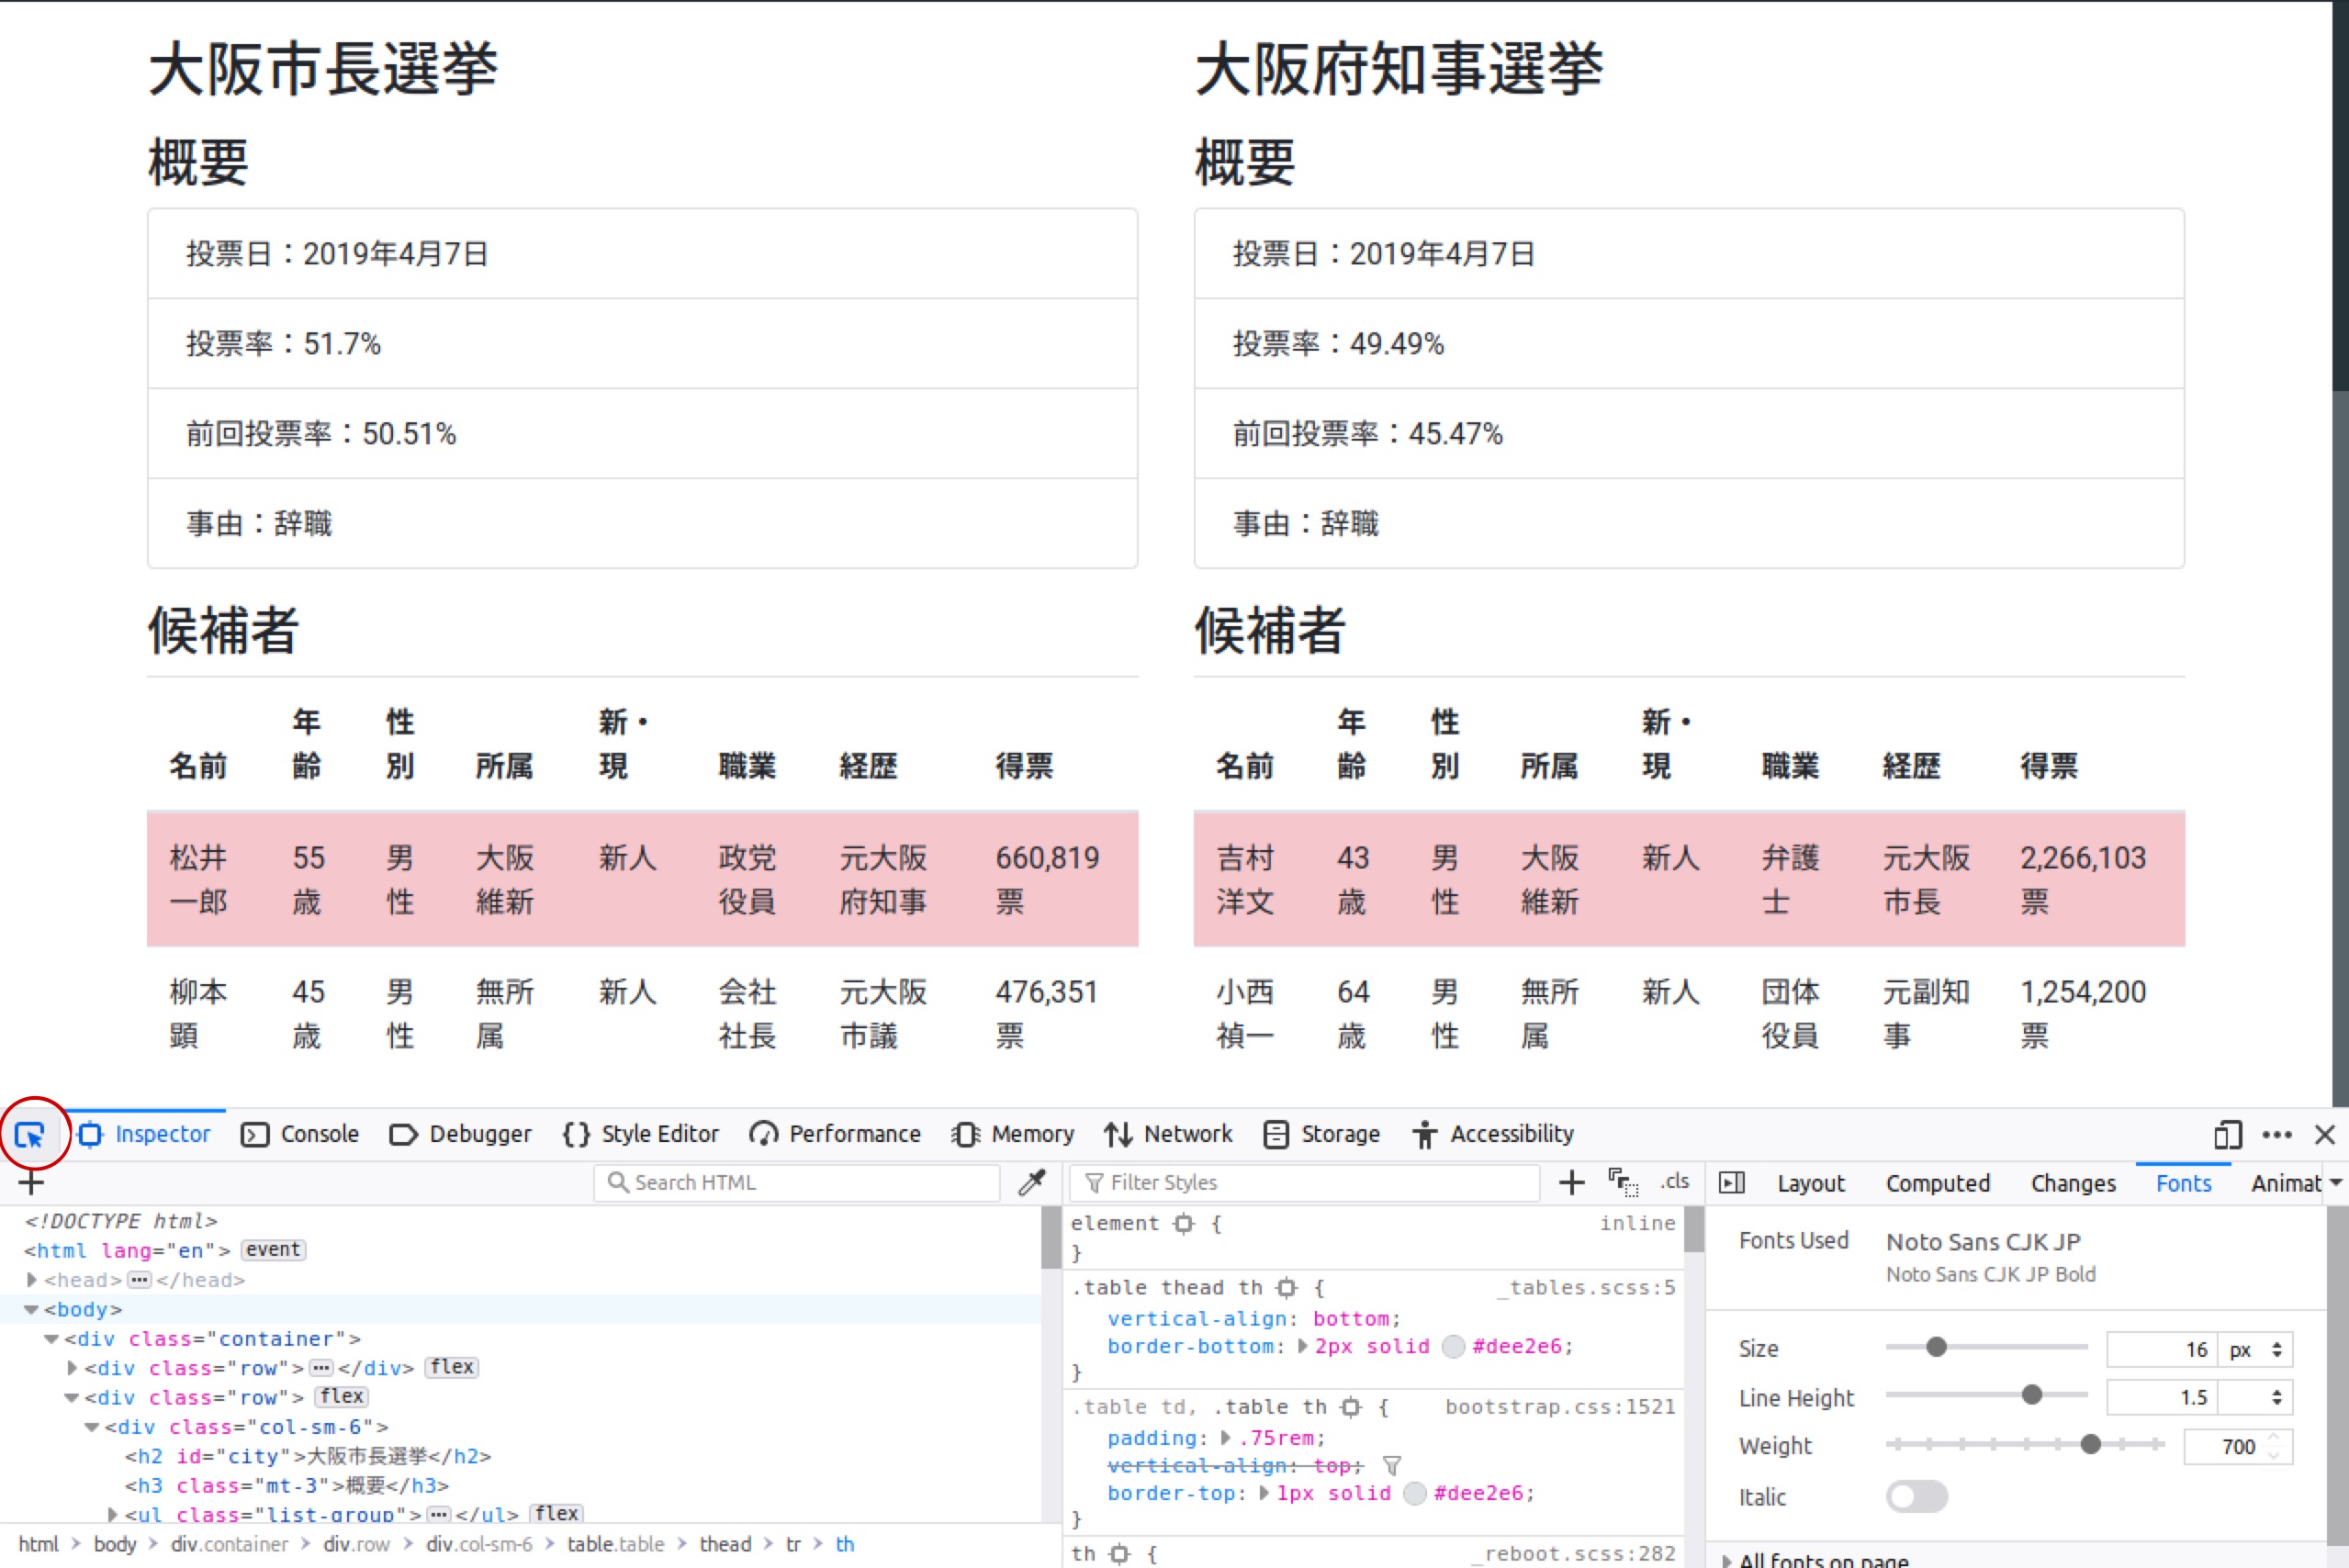 大阪市長選挙
概要
投票日：2019年4月7日
投票率：51.7%
前回投票率：50.51%
事由：辞職
候補者
名前 年齢 性別 所属 新・現 職業 経歴 得票
松井一郎 55歳 男性 大阪維新 新人 政党役員 元大阪府知事 660,819票
柳本顕 45歳 男性 無所属 新人 会社社長 元大阪市議 476,351票
大阪府知事選挙
概要
投票日：2019年4月7日
投票率：49.49%
前回投票率：45.47%
事由：辞職
候補者
名前 年齢 性別 所属 新・現 職業 経歴 得票
吉村洋文 43歳 男性 大阪維新 新人 弁護士 元大阪市長 2,266,103票
小西禎一 64歳 男性 無所属 新人 団体役員 元副知事 1,254,200票
Inspector Console Debugger Style Editor Performance Memory Network Storage Accessibility
Search HTML
<!DOCTYPE html>
<html lang="en"> event
<head> ... </head>
<body>
<div class="container">
<div class="row"> ... </div> flex
<div class="row"> flex
<div class="col-sm-6">
<h2 id="city">大阪市長選挙</h2>
<h3 class="mt-3">概要</h3>
<ul class="list-group"> ... </ul> flex
html > body > div.container > div.row > div.col-sm-6 > table.table > thead > tr > th
Filter Styles + .cls
element { inline
}
.table thead th { _tables.scss:5
vertical-align: bottom;
border-bottom: 2px solid #dee2e6;
}
.table td, .table th { bootstrap.css:1521
padding: .75rem;
vertical-align: top;
border-top: 1px solid #dee2e6;
}
th { _reboot.scss:282
Layout Computed Changes Fonts Animat
Fonts Used Noto Sans CJK JP
Noto Sans CJK JP Bold
Size 16 px
Line Height 1.5
Weight 700
Italic
All fonts on page